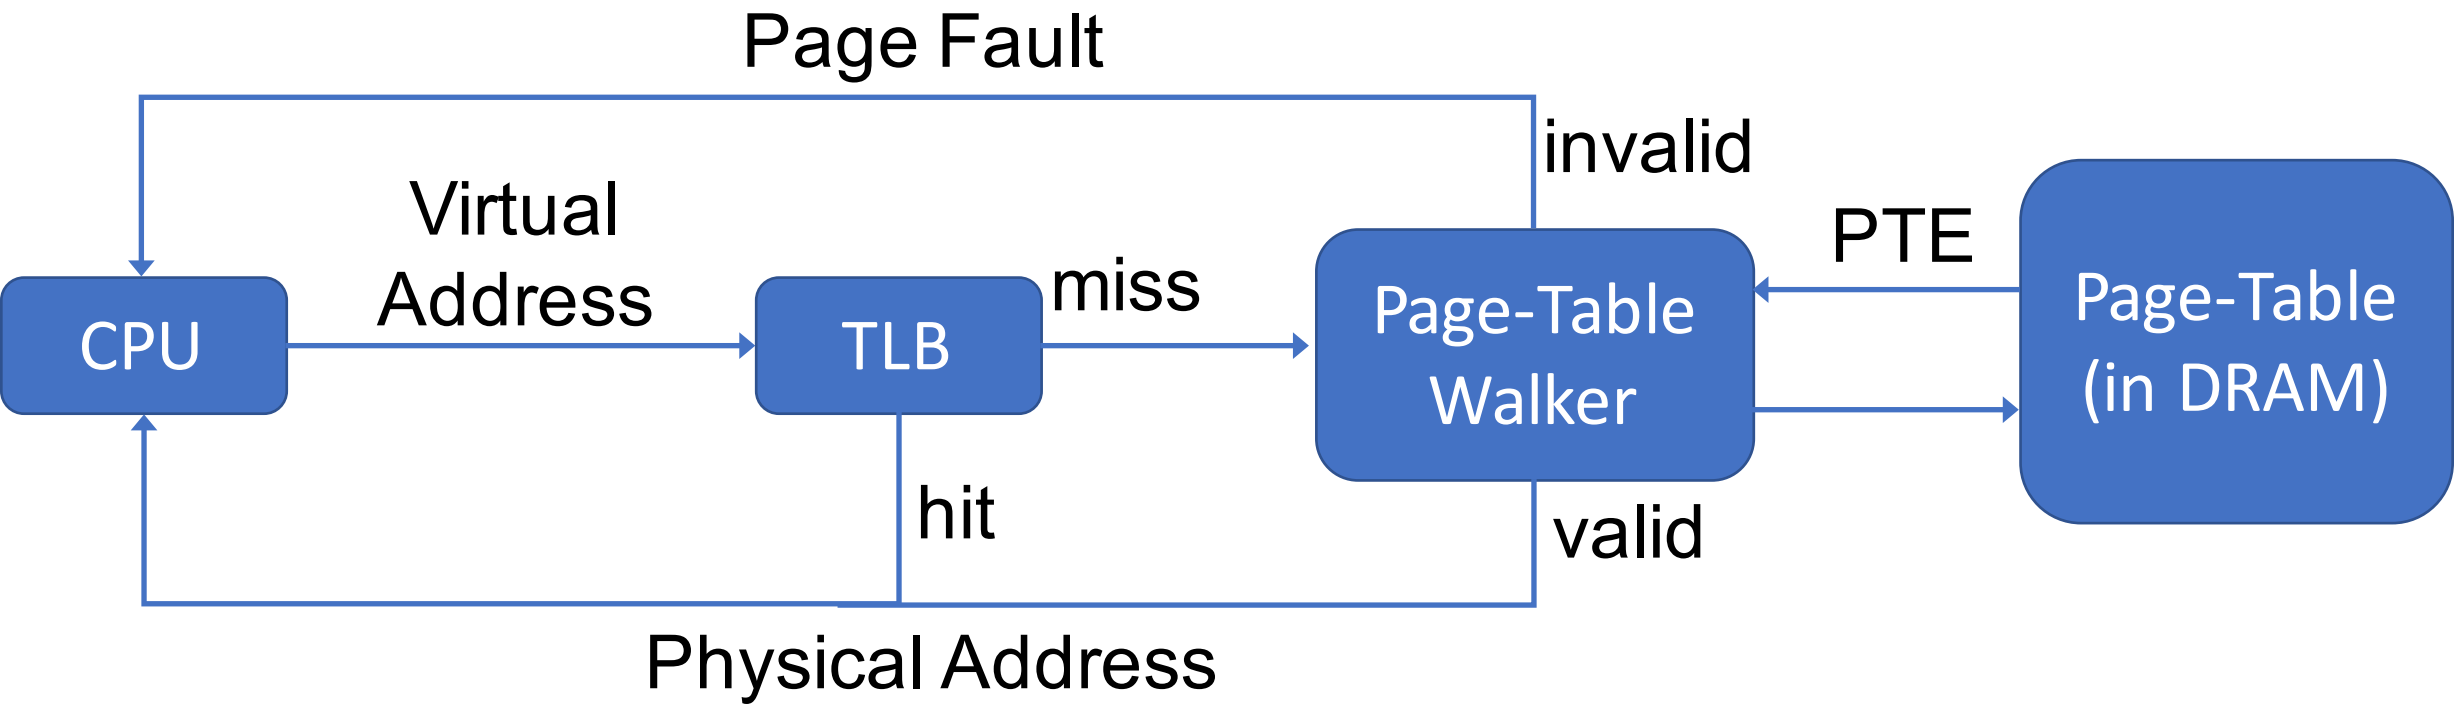 Page Fault
invalid
Virtual
Address
PTE
miss
CPU
TLB
Page-Table
Walker
Page-Table
(in DRAM)
hit
valid
Physical Address